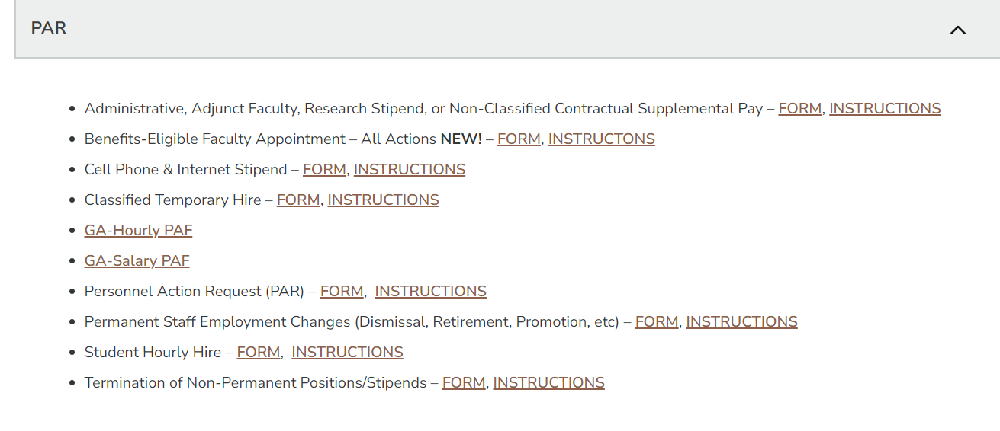 PAR
• Administrative, Adjunct Faculty, Research Stipend, or Non-Classified Contractual Supplemental Pay – FORM, INSTRUCTIONS
• Benefits-Eligible Faculty Appointment – All Actions NEW! – FORM, INSTRUCTONS
• Cell Phone & Internet Stipend – FORM, INSTRUCTIONS
• Classified Temporary Hire – FORM, INSTRUCTIONS
• GA-Hourly PAF
• GA-Salary PAF
• Personnel Action Request (PAR) – FORM,  INSTRUCTIONS
• Permanent Staff Employment Changes (Dismissal, Retirement, Promotion, etc) – FORM, INSTRUCTIONS
• Student Hourly Hire – FORM,  INSTRUCTIONS
• Termination of Non-Permanent Positions/Stipends – FORM, INSTRUCTIONS